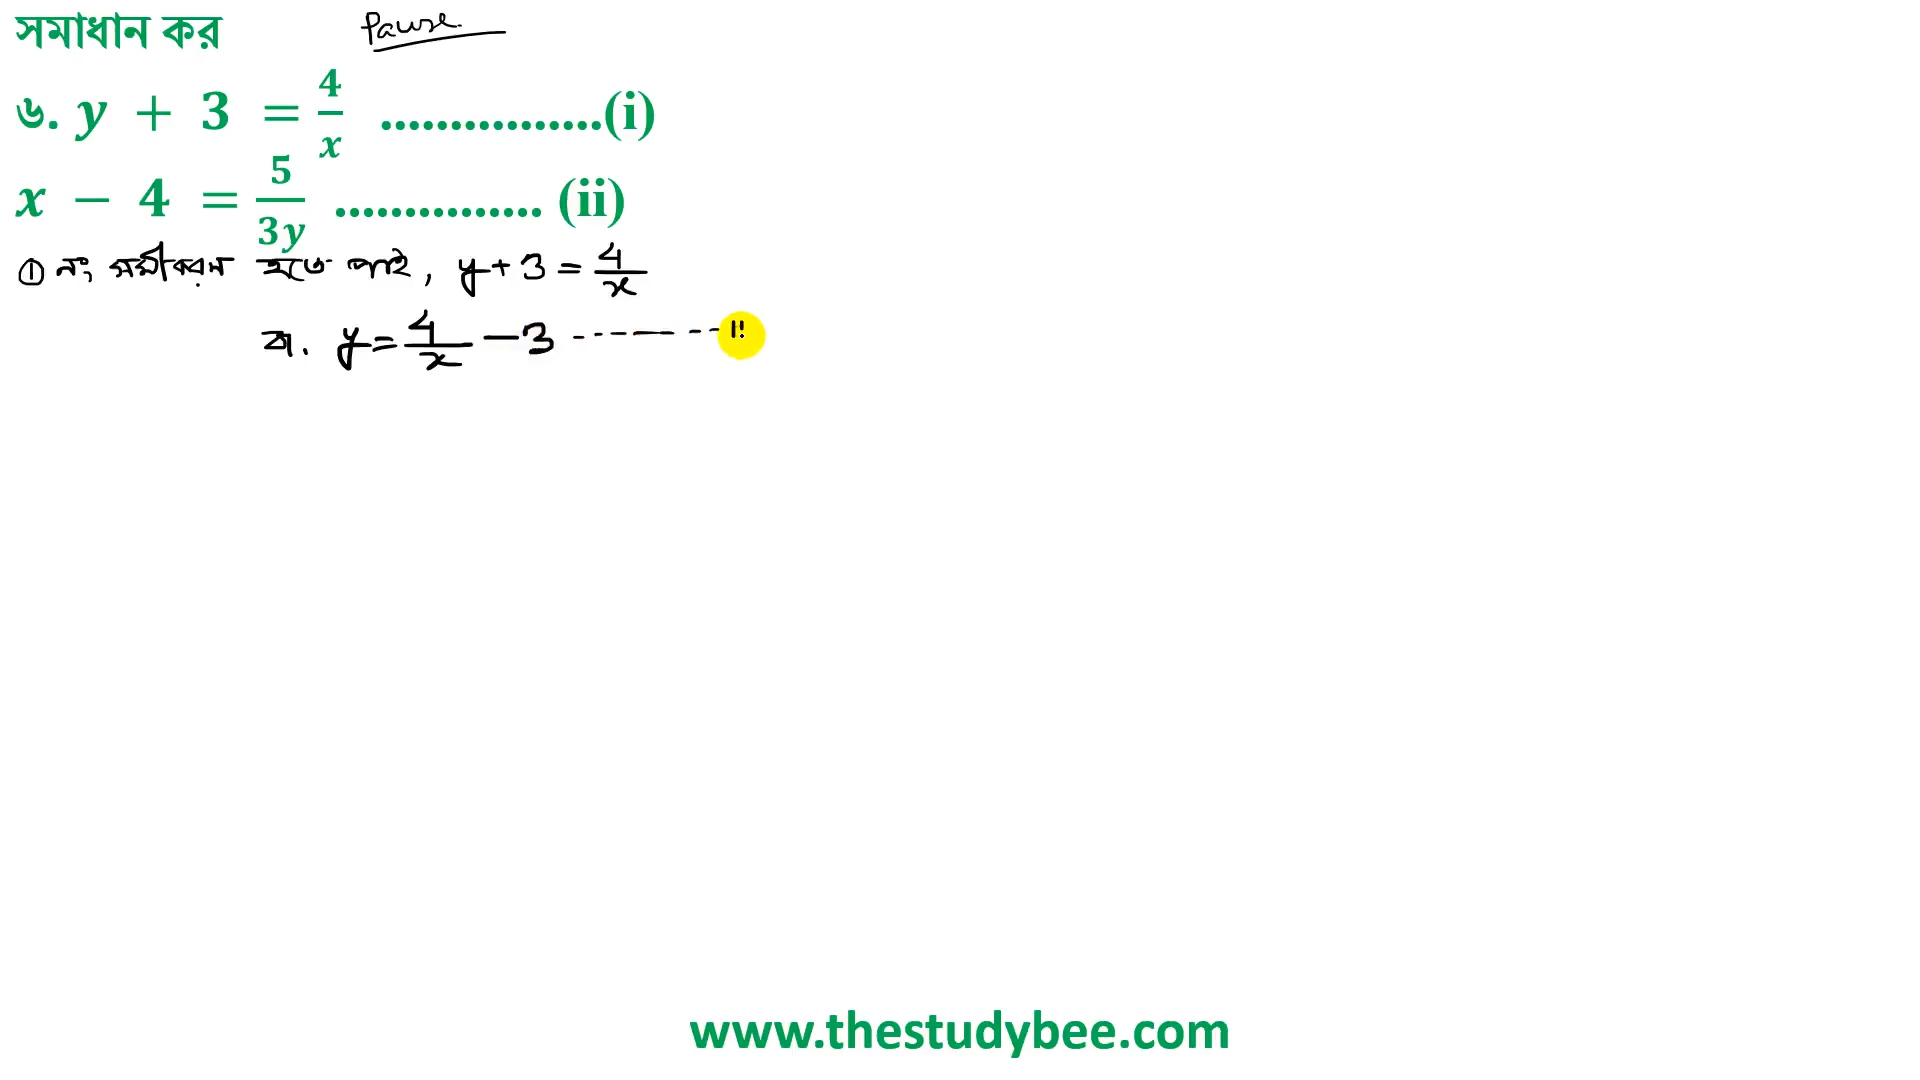 সমাধান কর Pause
৬. y + 3 = 4/x ................(i)
x − 4 = 5/3y ............... (ii)
① নং সমীকরণ হতে পাই, y + 3 = 4/x
বা, y = 4/x − 3
www.thestudybee.com